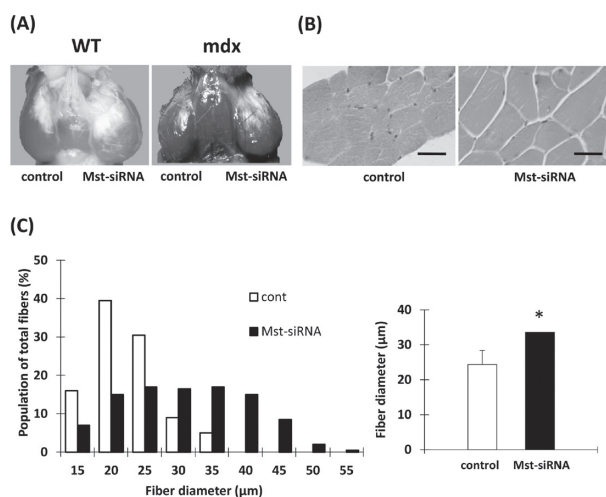 (A)
WT
mdx
control
Mst-siRNA
control
Mst-siRNA
(B)
control
Mst-siRNA
(C)
Population of total fibers (%)
50
40
30
20
10
0
15 20 25 30 35 40 45 50 55
Fiber diameter (μm)
cont
Mst-siRNA
Fiber diameter (μm)
40
30
20
10
0
*
control
Mst-siRNA